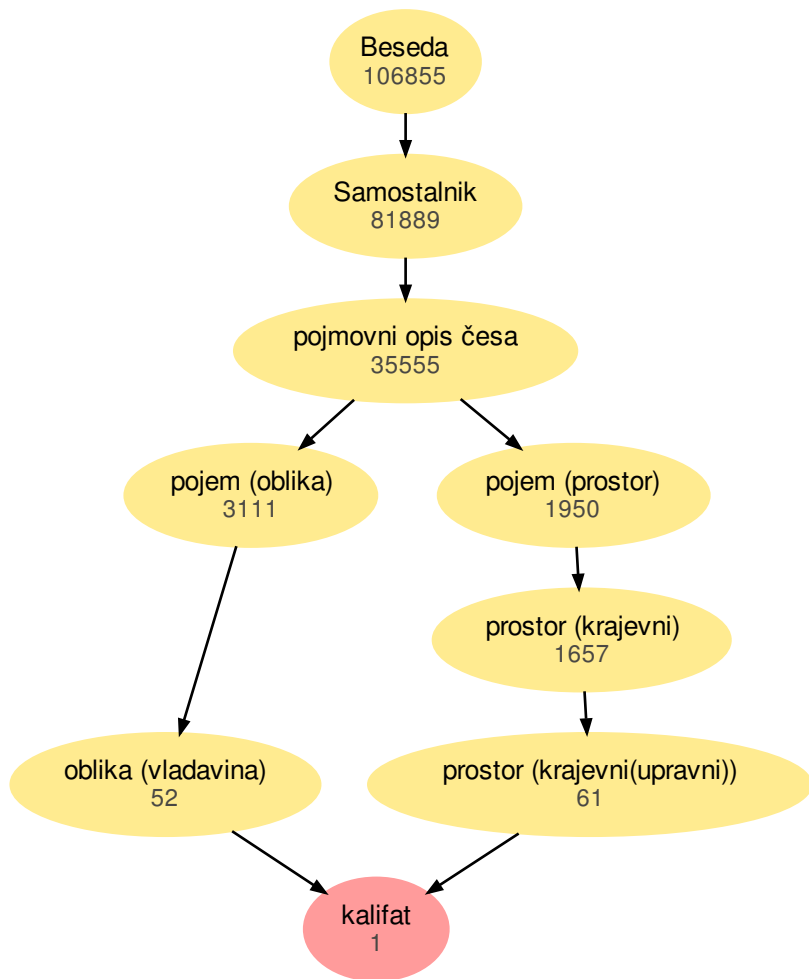 Beseda
106855
Samostalnik
81889
pojmovni opis česa
35555
pojem (oblika)
3111
pojem (prostor)
1950
prostor (krajevni)
1657
oblika (vladavina)
52
prostor (krajevni(upravni))
61
kalifat
1